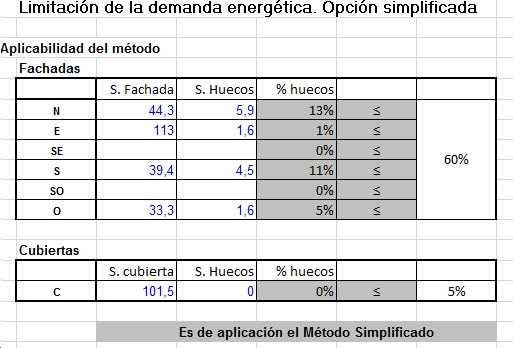 Limitación de la demanda energética. Opción simplificada
Aplicabilidad del método
Fachadas
S. Fachada S. Huecos % huecos
N 44,3 5,9 13% ≤
E 113 1,6 1% ≤
SE 0% ≤
60%
S 39,4 4,5 11% ≤
SO 0% ≤
O 33,3 1,6 5% ≤
Cubiertas
S. cubierta S. Huecos % huecos
C 101,5 0 0% ≤ 5%
Es de aplicación el Método Simplificado